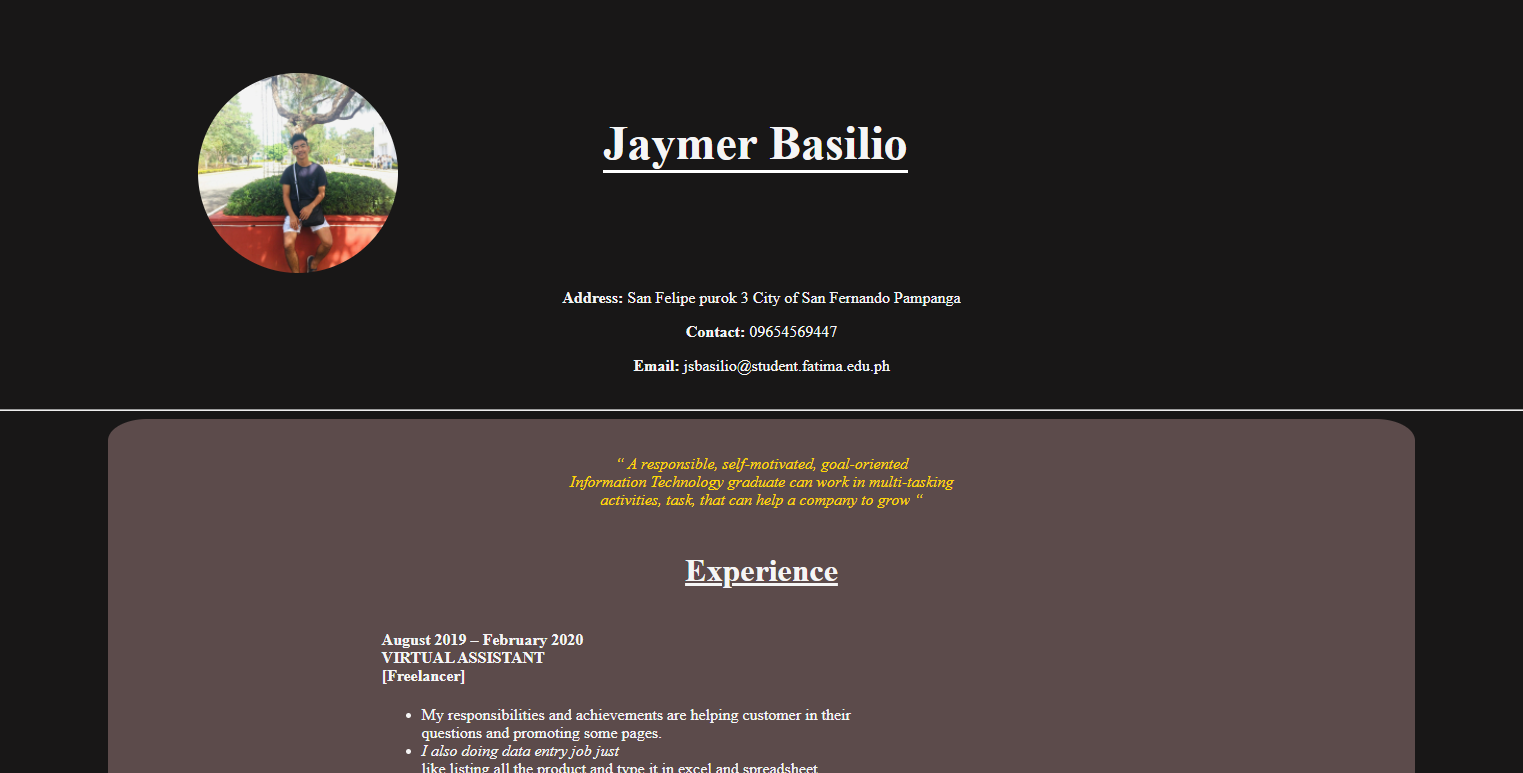 Jaymer Basilio
Address: San Felipe purok 3 City of San Fernando Pampanga
Contact: 09654569447
Email: jsbasilio@student.fatima.edu.ph
“ A responsible, self-motivated, goal-oriented
Information Technology graduate can work in multi-tasking
activities, task, that can help a company to grow “
Experience
August 2019 – February 2020
VIRTUAL ASSISTANT
[Freelancer]
• My responsibilities and achievements are helping customer in their
questions and promoting some pages.
• I also doing data entry job just
like listing all the product and type it in excel and spreadsheet